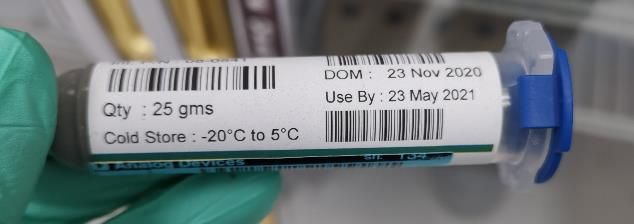 DOM : 23 Nov 2020
Qty : 25 gms
Use By : 23 May 2021
Cold Store : -20°C to 5°C
Analog Devices